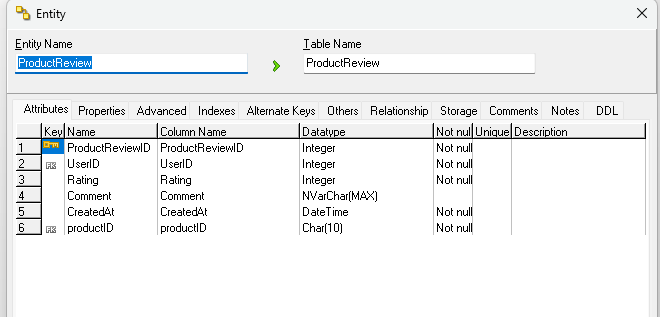 Entity
Entity Name Table Name
ProductReview ProductReview
Attributes Properties Advanced Indexes Alternate Keys Others Relationship Storage Comments Notes DDL
Key Name Column Name Datatype Not nul Unique Description
1 ProductReviewID ProductReviewID Integer Not null
2 FK UserID UserID Integer Not null
3 Rating Rating Integer Not null
4 Comment Comment NVarChar(MAX)
5 CreatedAt CreatedAt DateTime Not null
6 FK productID productID Char(10) Not null